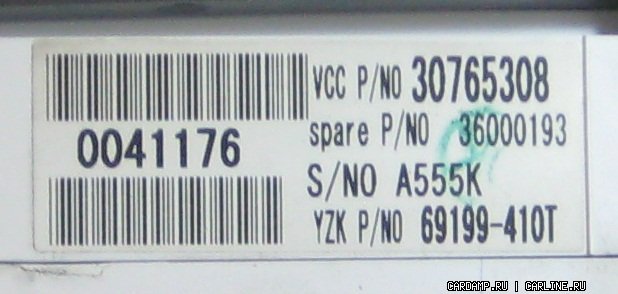 VCC P/NO 30765308
0041176
spare P/NO 36000193
S/NO A555K
YZK P/NO 69199-410T
CARDAMP.RU | CARLINE.RU